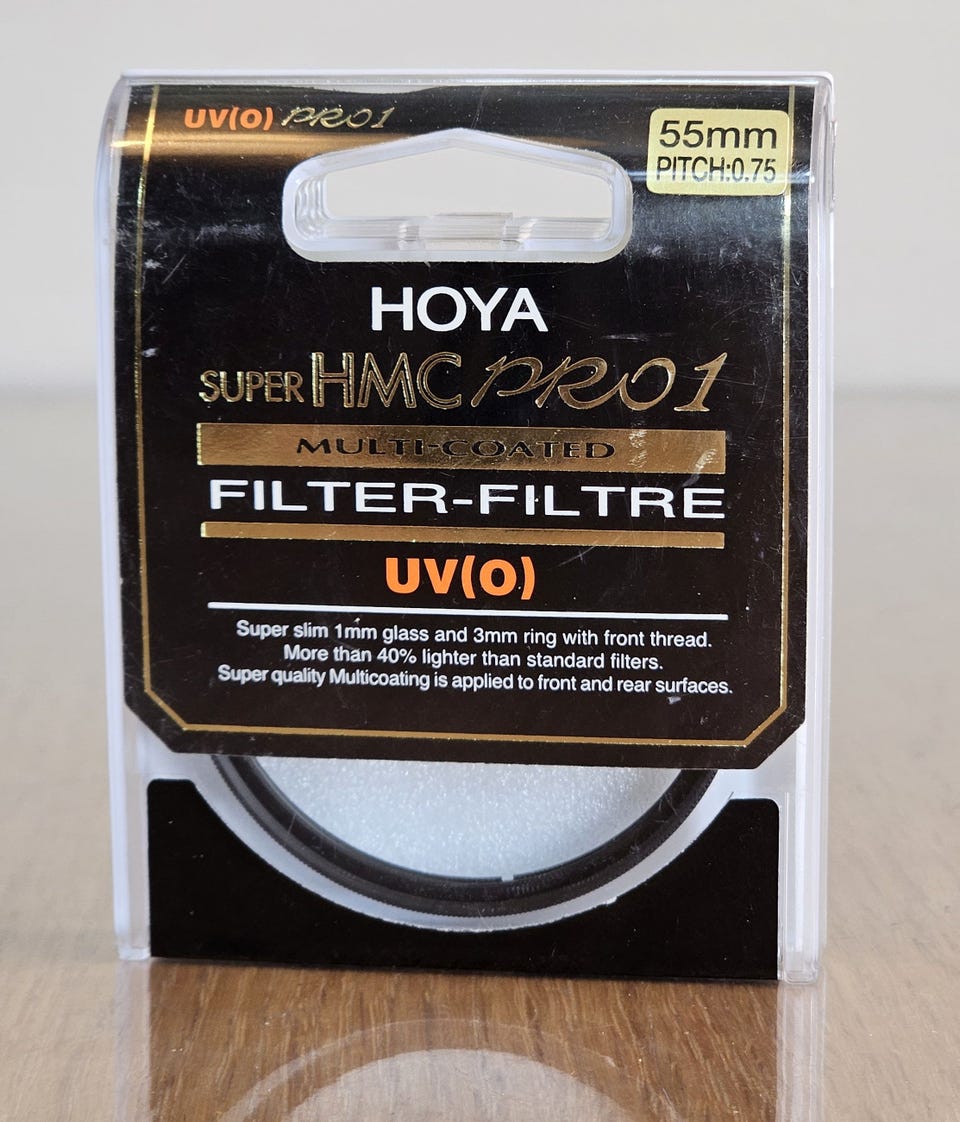 UV(O) PRO1
55mm
PITCH:0.75
HOYA
SUPER HMC PRO1
MULTI-COATED
FILTER-FILTRE
UV(O)
Super slim 1mm glass and 3mm ring with front thread.
More than 40% lighter than standard filters.
Super quality Multicoating is applied to front and rear surfaces.